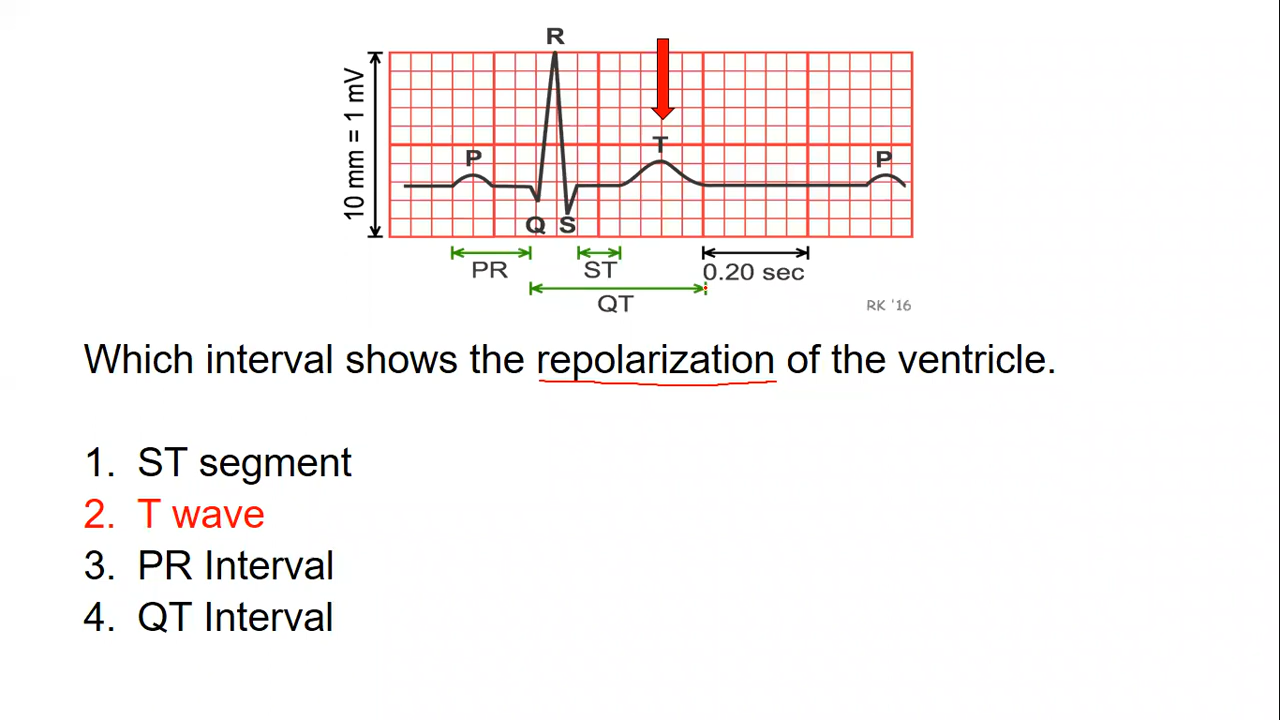 R
10 mm = 1 mV
T
P
P
Q
S
PR
ST
0.20 sec
QT
RK '16
Which interval shows the repolarization of the ventricle.
1. ST segment
2. T wave
3. PR Interval
4. QT Interval